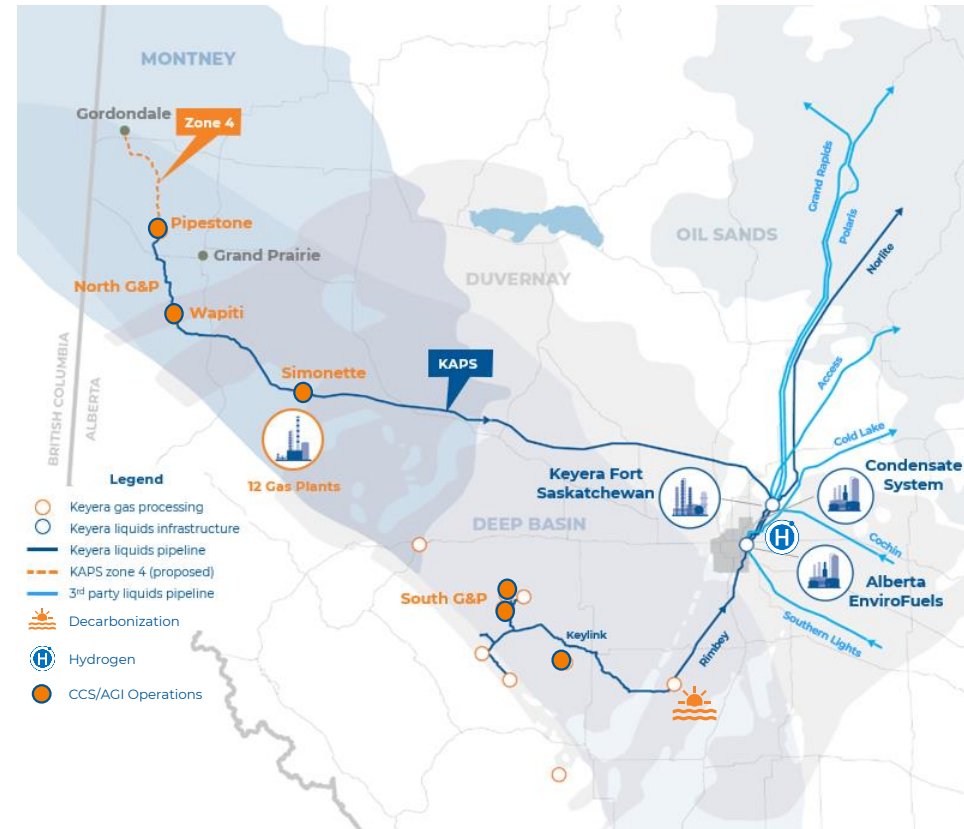 MONTNEY
Gordondale
Zone 4
Grand Rapids
Polaris
Pipestone
OIL SANDS
Norlite
Grand Prairie
DUVERNAY
North G&P
Wapiti
BRITISH COLUMBIA
ALBERTA
KAPS
Access
Simonette
Cold Lake
Keyera Fort
Saskatchewan
Condensate
System
12 Gas Plants
Legend
Keyera gas processing
Keyera liquids infrastructure
Keyera liquids pipeline
KAPS zone 4 (proposed)
3rd party liquids pipeline
Decarbonization
H
Hydrogen
CCS/AGI Operations
DEEP BASIN
H
Cochin
Alberta
EnviroFuels
South G&P
Keylink
Rimbey
Southern Lights